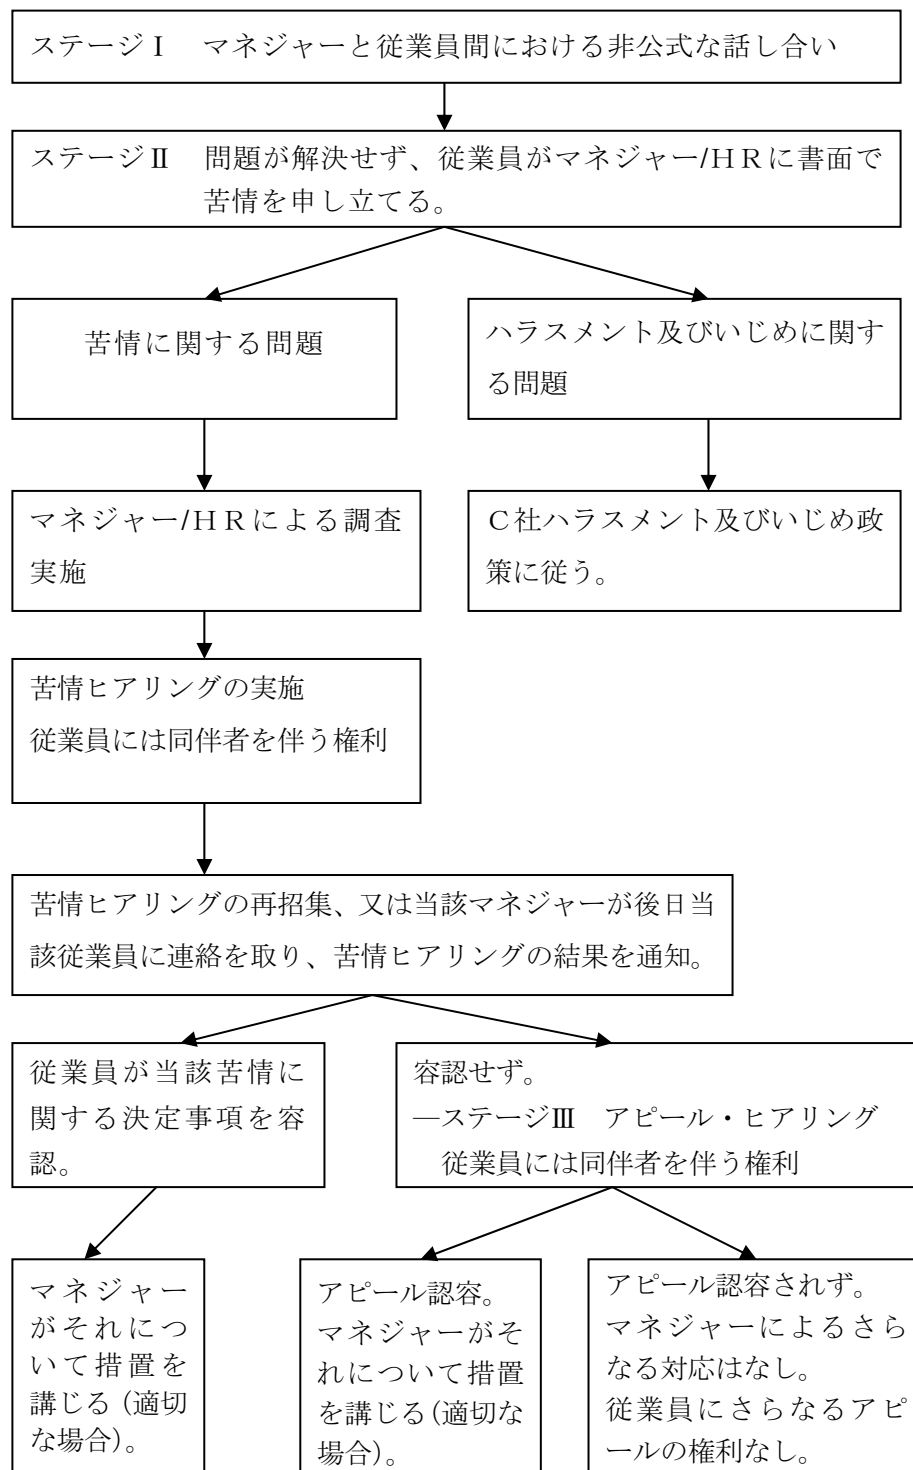 ステージⅠ　マネジャーと従業員間における非公式な話し合い
ステージⅡ　問題が解決せず、従業員がマネジャー/ＨＲに書面で
苦情を申し立てる。
苦情に関する問題
ハラスメント及びいじめに関す
る問題
マネジャー/ＨＲによる調査
実施
Ｃ社ハラスメント及びいじめ政
策に従う。
苦情ヒアリングの実施
従業員には同伴者を伴う権利
苦情ヒアリングの再招集、又は当該マネジャーが後日当
該従業員に連絡を取り、苦情ヒアリングの結果を通知。
従業員が当該苦情に
関する決定事項を容
認。
容認せず。
―ステージⅢ　アピール・ヒアリング
従業員には同伴者を伴う権利
マネジャー
がそれにつ
いて措置を
講じる（適切
な場合）。
アピール認容。
マネジャーがそ
れについて措置
を講じる（適切な
場合）。
アピール認容されず。
マネジャーによるさら
なる対応はなし。
従業員にさらなるアピ
ールの権利なし。